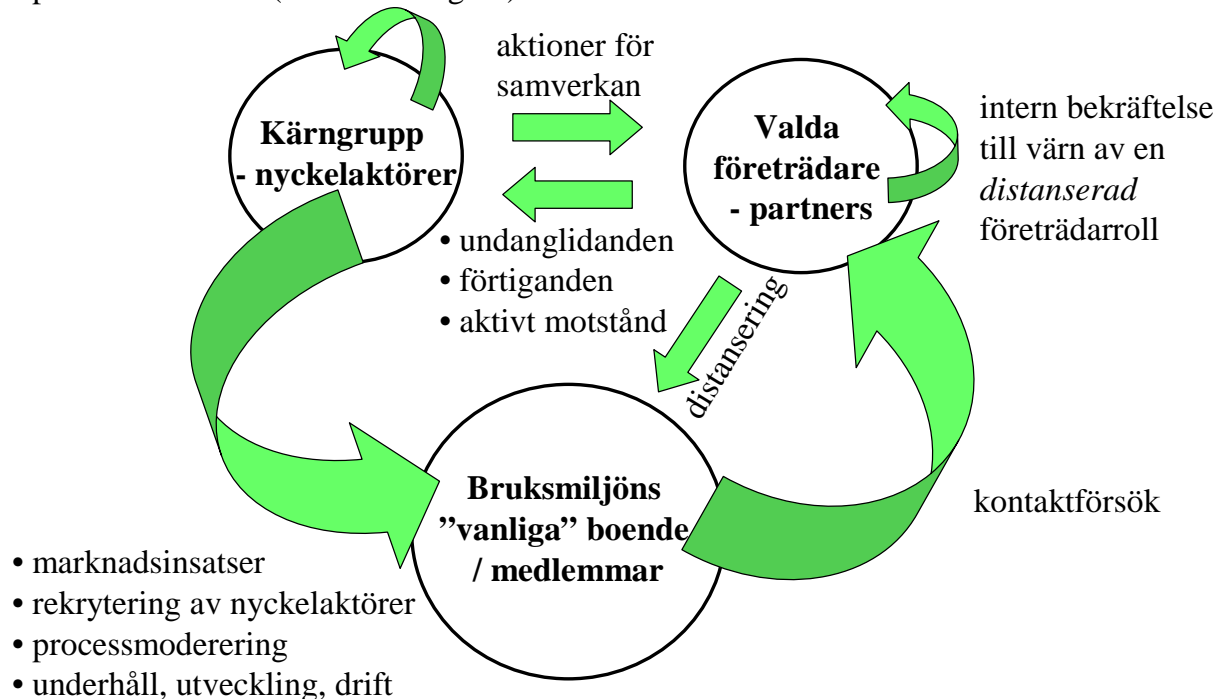 aktioner för
samverkan
Kärngrupp
- nyckelaktörer
Valda
företrädare
- partners
intern bekräftelse
till värn av en
distanserad
företrädarroll
• undanglidanden
• förtiganden
• aktivt motstånd
distansering
Bruksmiljöns
”vanliga” boende
/ medlemmar
kontaktförsök
• marknadsinsatser
• rekrytering av nyckelaktörer
• processmoderering
• underhåll, utveckling, drift